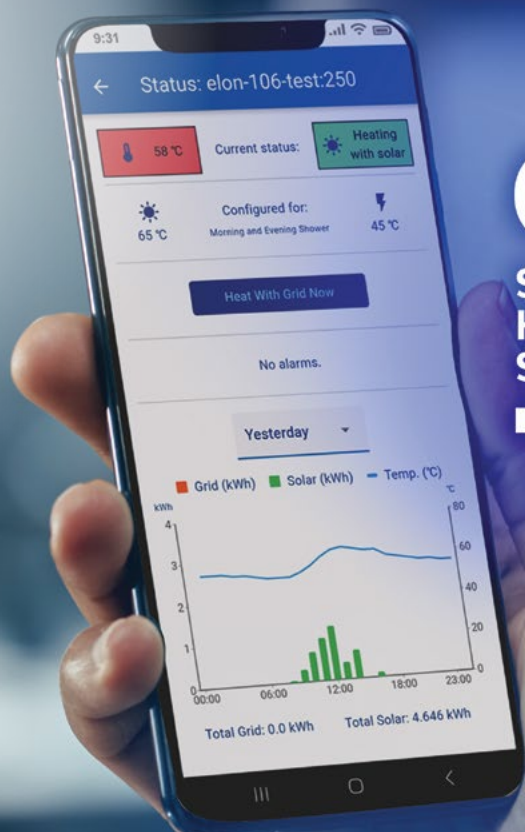 9:31
Status: elon-106-test:250
58 °C
Current status:
Heating
with solar
65 °C
Configured for:
Morning and Evening Shower
45 °C
Heat With Grid Now
No alarms.
Yesterday
Grid (kWh) Solar (kWh) Temp. (°C)
kWh
°C
4
80
3
60
2
40
1
20
0
0
00:00 06:00 12:00 18:00 23:00
Total Grid: 0.0 kWh Total Solar: 4.646 kWh